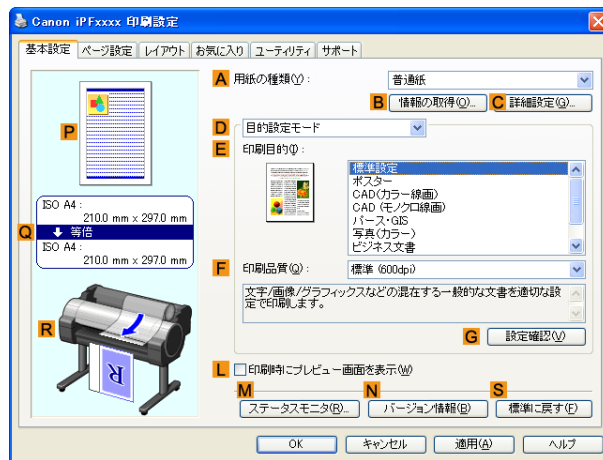 Canon iPFxxxx 印刷設定
基本設定 ページ設定 レイアウト お気に入り ユーティリティ サポート
A 用紙の種類(Y): 普通紙
B 情報の取得(O)... C 詳細設定(G)...
P
D 目的設定モード
E 印刷目的(I):
標準設定
ポスター
CAD(カラー線画)
CAD (モノクロ線画)
パース・GIS
写真(カラー)
ビジネス文書
ISO A4 :
210.0 mm x 297.0 mm
Q 等倍
ISO A4 :
210.0 mm x 297.0 mm
F 印刷品質(Q): 標準 (600dpi)
文字/画像/グラフィックスなどの混在する一般的な文書を適切な設
定で印刷します。
R
R
G 設定確認(V)
L 印刷時にプレビュー画面を表示(W)
M N S
ステータスモニタ(R)... バージョン情報(B) 標準に戻す(F)
OK キャンセル 適用(A) ヘルプ